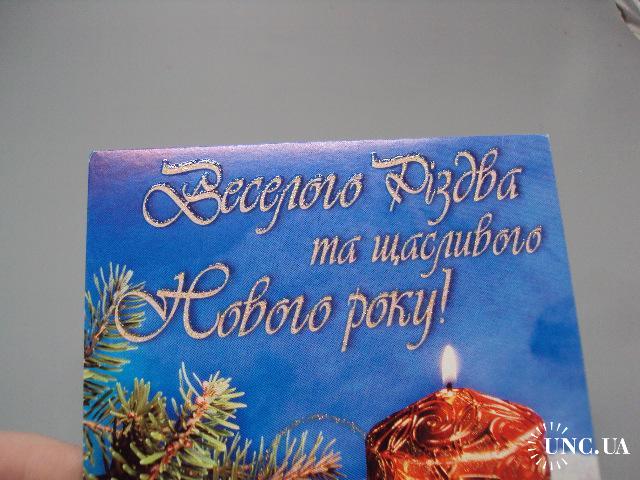 Веселого Різдва
та щасливого
Нового року!
UNC.UA